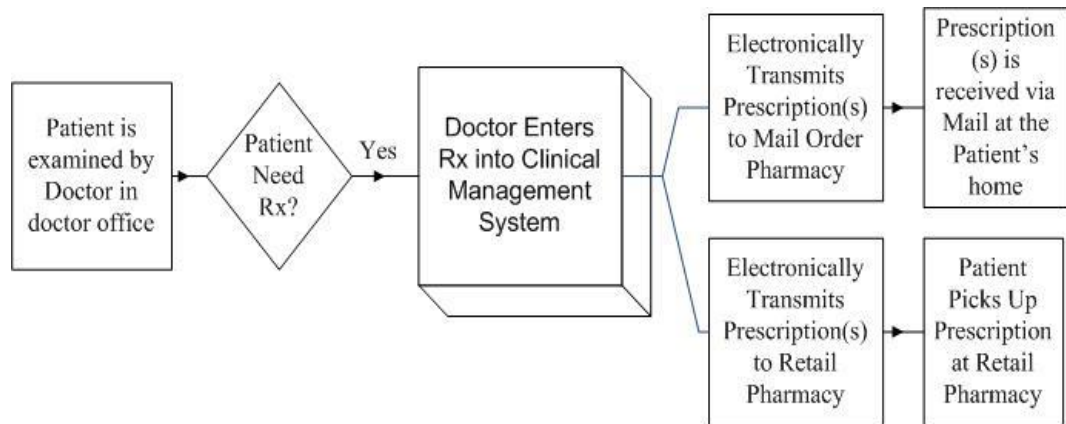 Patient is
examined by
Doctor in
doctor office
Patient
Need
Rx?
Yes
Doctor Enters
Rx into Clinical
Management
System
Electronically
Transmits
Prescription(s)
to Mail Order
Pharmacy
Prescription
(s) is
received via
Mail at the
Patient's
home
Electronically
Transmits
Prescription(s)
to Retail
Pharmacy
Patient
Picks Up
Prescription
at Retail
Pharmacy